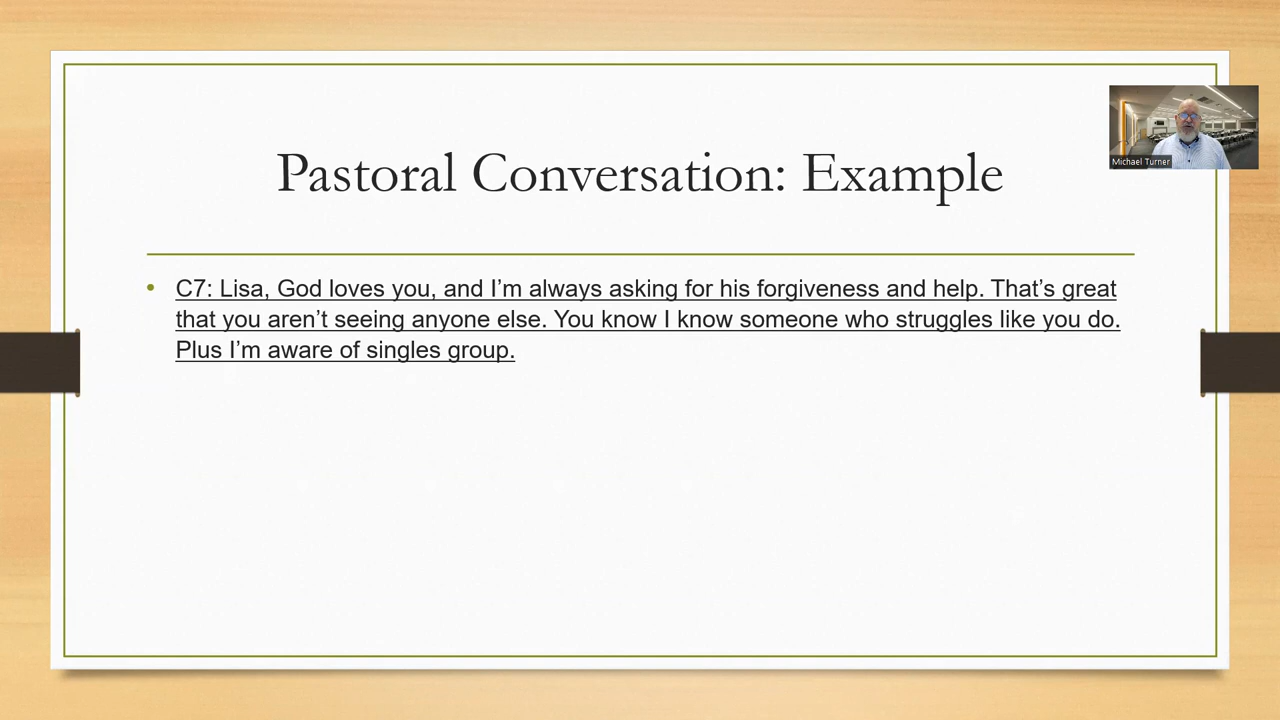 Pastoral Conversation: Example
Michael Turner
• C7: Lisa, God loves you, and I’m always asking for his forgiveness and help. That’s great
that you aren’t seeing anyone else. You know I know someone who struggles like you do.
Plus I’m aware of singles group.